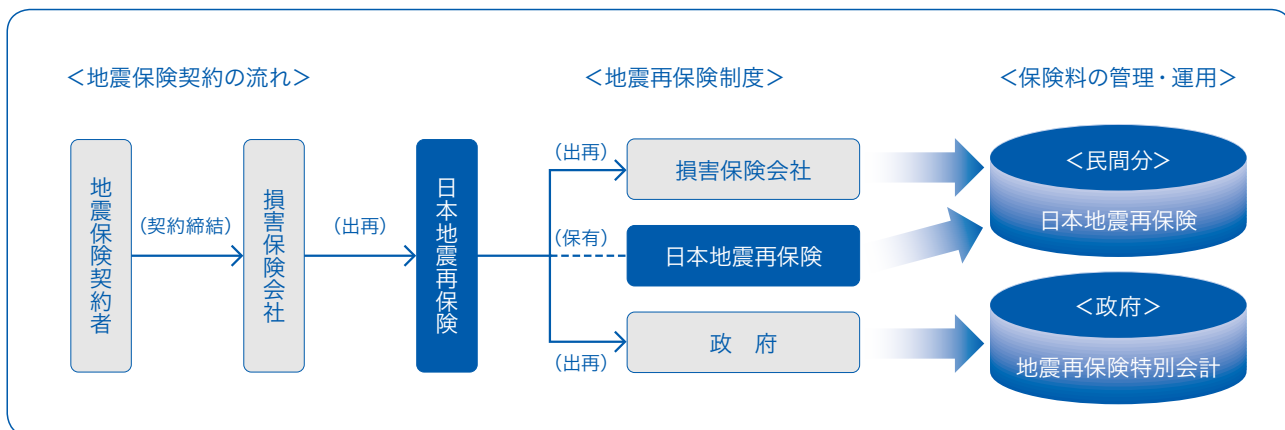 ＜地震保険契約の流れ＞
＜地震再保険制度＞
＜保険料の管理・運用＞
地震保険契約者
（契約締結）
損害保険会社
（出再）
日本地震再保険
（出再）
損害保険会社
（保有）
日本地震再保険
（出再）
政　府
＜民間分＞
日本地震再保険
＜政府＞
地震再保険特別会計